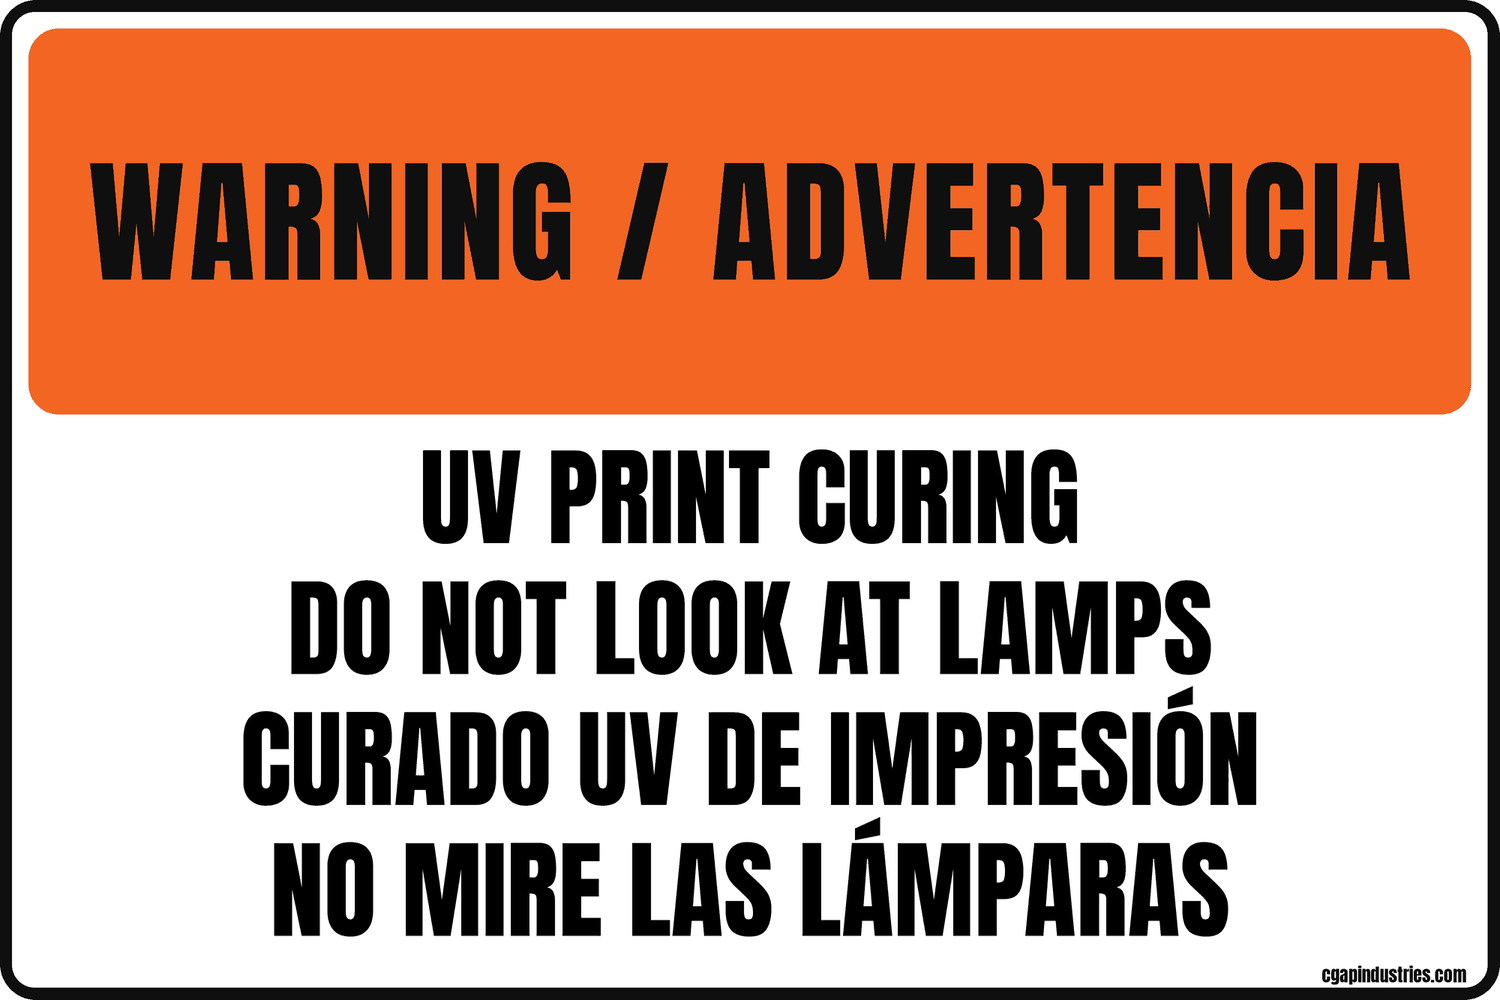 WARNING / ADVERTENCIA
UV PRINT CURING
DO NOT LOOK AT LAMPS
CURADO UV DE IMPRESIÓN
NO MIRE LAS LÁMPARAS
cgapindustries.com